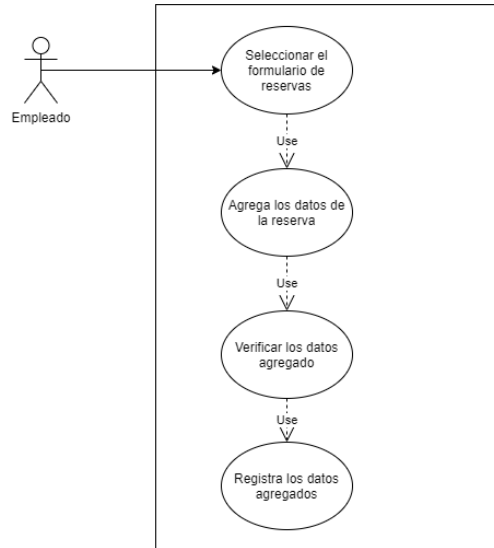 Seleccionar el
formulario de
reservas
Empleado
Use
Agrega los datos de
la reserva
Use
Verificar los datos
agregado
Use
Registra los datos
agregados